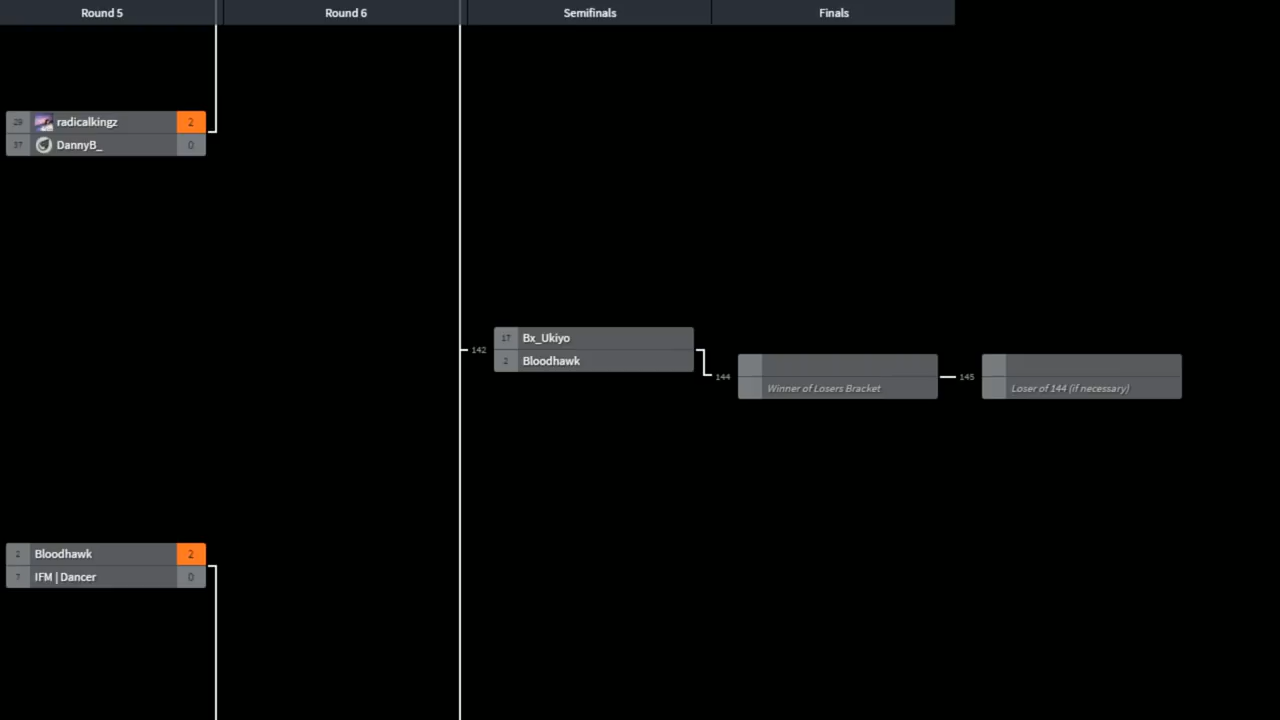 Round 5
Round 6
Semifinals
Finals
29 radicalkingz 2
37 DannyB_ 0
142
17 Bx_Ukiyo
2 Bloodhawk
144
Winner of Losers Bracket
145
Loser of 144 (if necessary)
2 Bloodhawk 2
7 IFM | Dancer 0